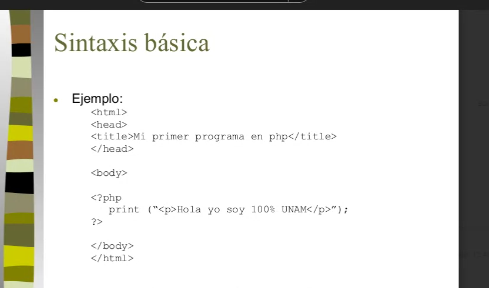 Sintaxis básica
• Ejemplo:
<html>
<head>
<title>Mi primer programa en php</title>
</head>
<body>
<?php
print (“<p>Hola yo soy 100% UNAM</p>”);
?>
</body>
</html>